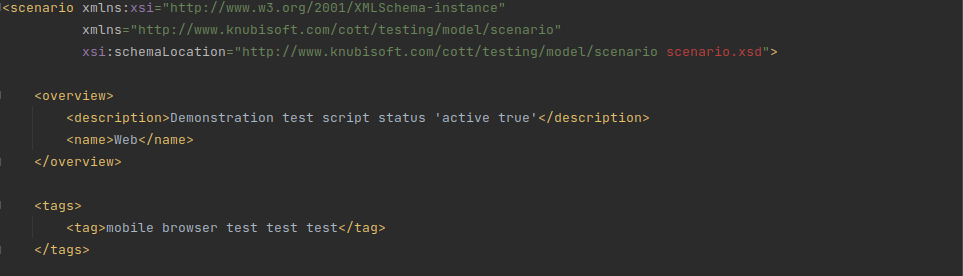 <scenario xmlns:xsi="http://www.w3.org/2001/XMLSchema-instance"
xmlns="http://www.knubisoft.com/cott/testing/model/scenario"
xsi:schemaLocation="http://www.knubisoft.com/cott/testing/model/scenario scenario.xsd">
<overview>
<description>Demonstration test script status 'active true'</description>
<name>Web</name>
</overview>
<tags>
<tag>mobile browser test test test</tag>
</tags>